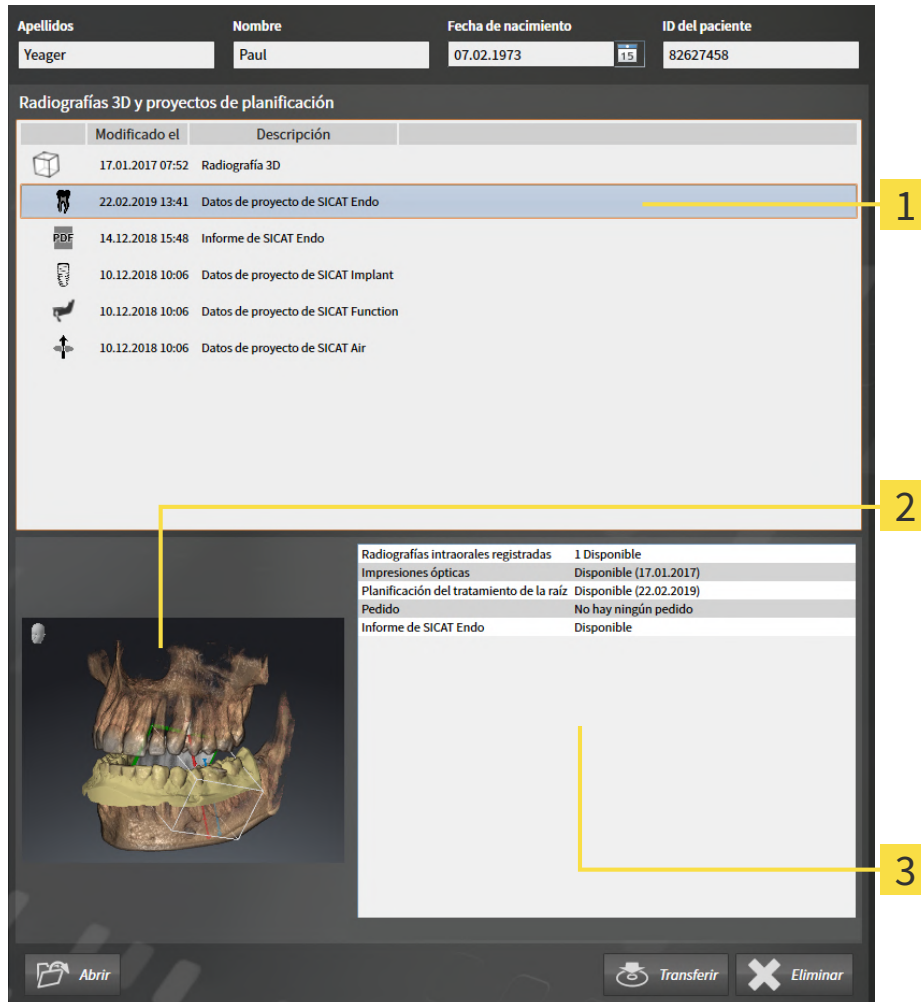 Apellidos Nombre Fecha de nacimiento ID del paciente
Yeager Paul 07.02.1973 15 82627458
Radiografías 3D y proyectos de planificación
Modificado el Descripción
17.01.2017 07:52 Radiografía 3D
22.02.2019 13:41 Datos de proyecto de SICAT Endo
1
PDF 14.12.2018 15:48 Informe de SICAT Endo
10.12.2018 10:06 Datos de proyecto de SICAT Implant
10.12.2018 10:06 Datos de proyecto de SICAT Function
10.12.2018 10:06 Datos de proyecto de SICAT Air
2
Radiografías intraorales registradas 1 Disponible
Impresiones ópticas Disponible (17.01.2017)
Planificación del tratamiento de la raíz Disponible (22.02.2019)
Pedido No hay ningún pedido
Informe de SICAT Endo Disponible
3
Abrir Transferir Eliminar